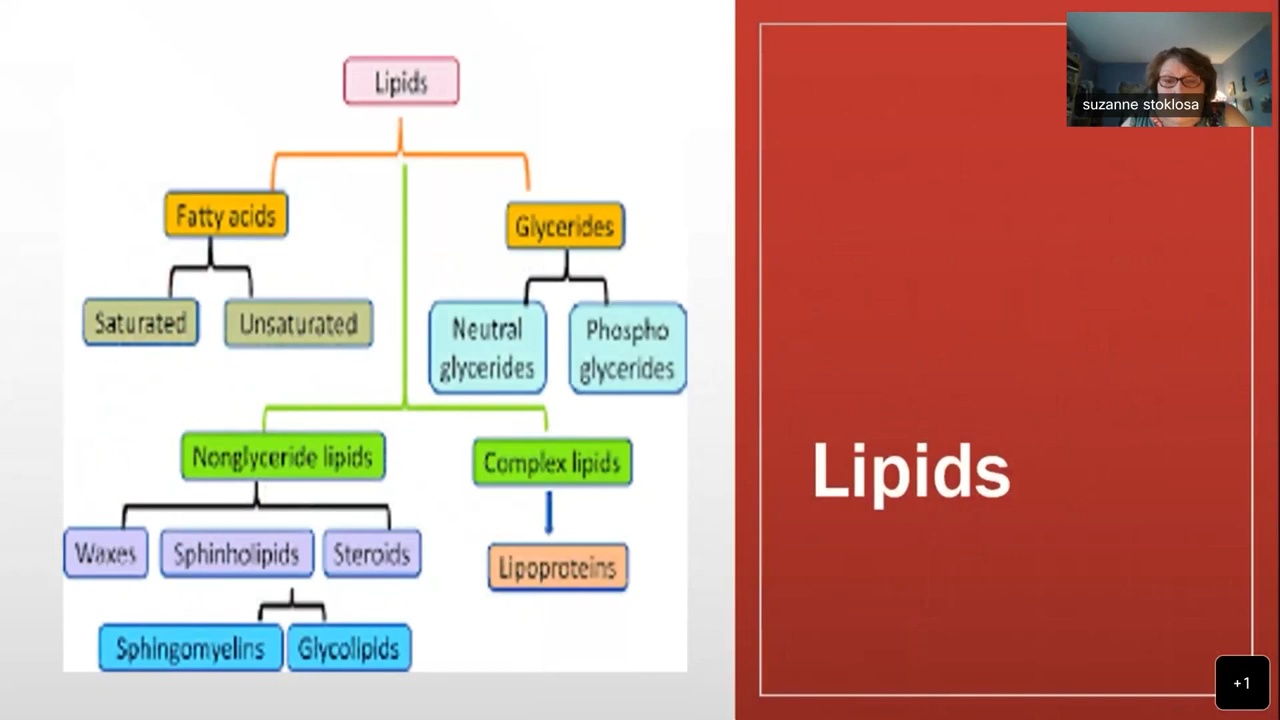 Lipids
suzanne stoklosa
Fatty acids
Glycerides
Saturated
Unsaturated
Neutral
glycerides
Phospho
glycerides
Nonglyceride lipids
Complex lipids
Lipids
Waxes
Sphinholipids
Steroids
Lipoproteins
Sphingomyelins
Glycolipids
+1